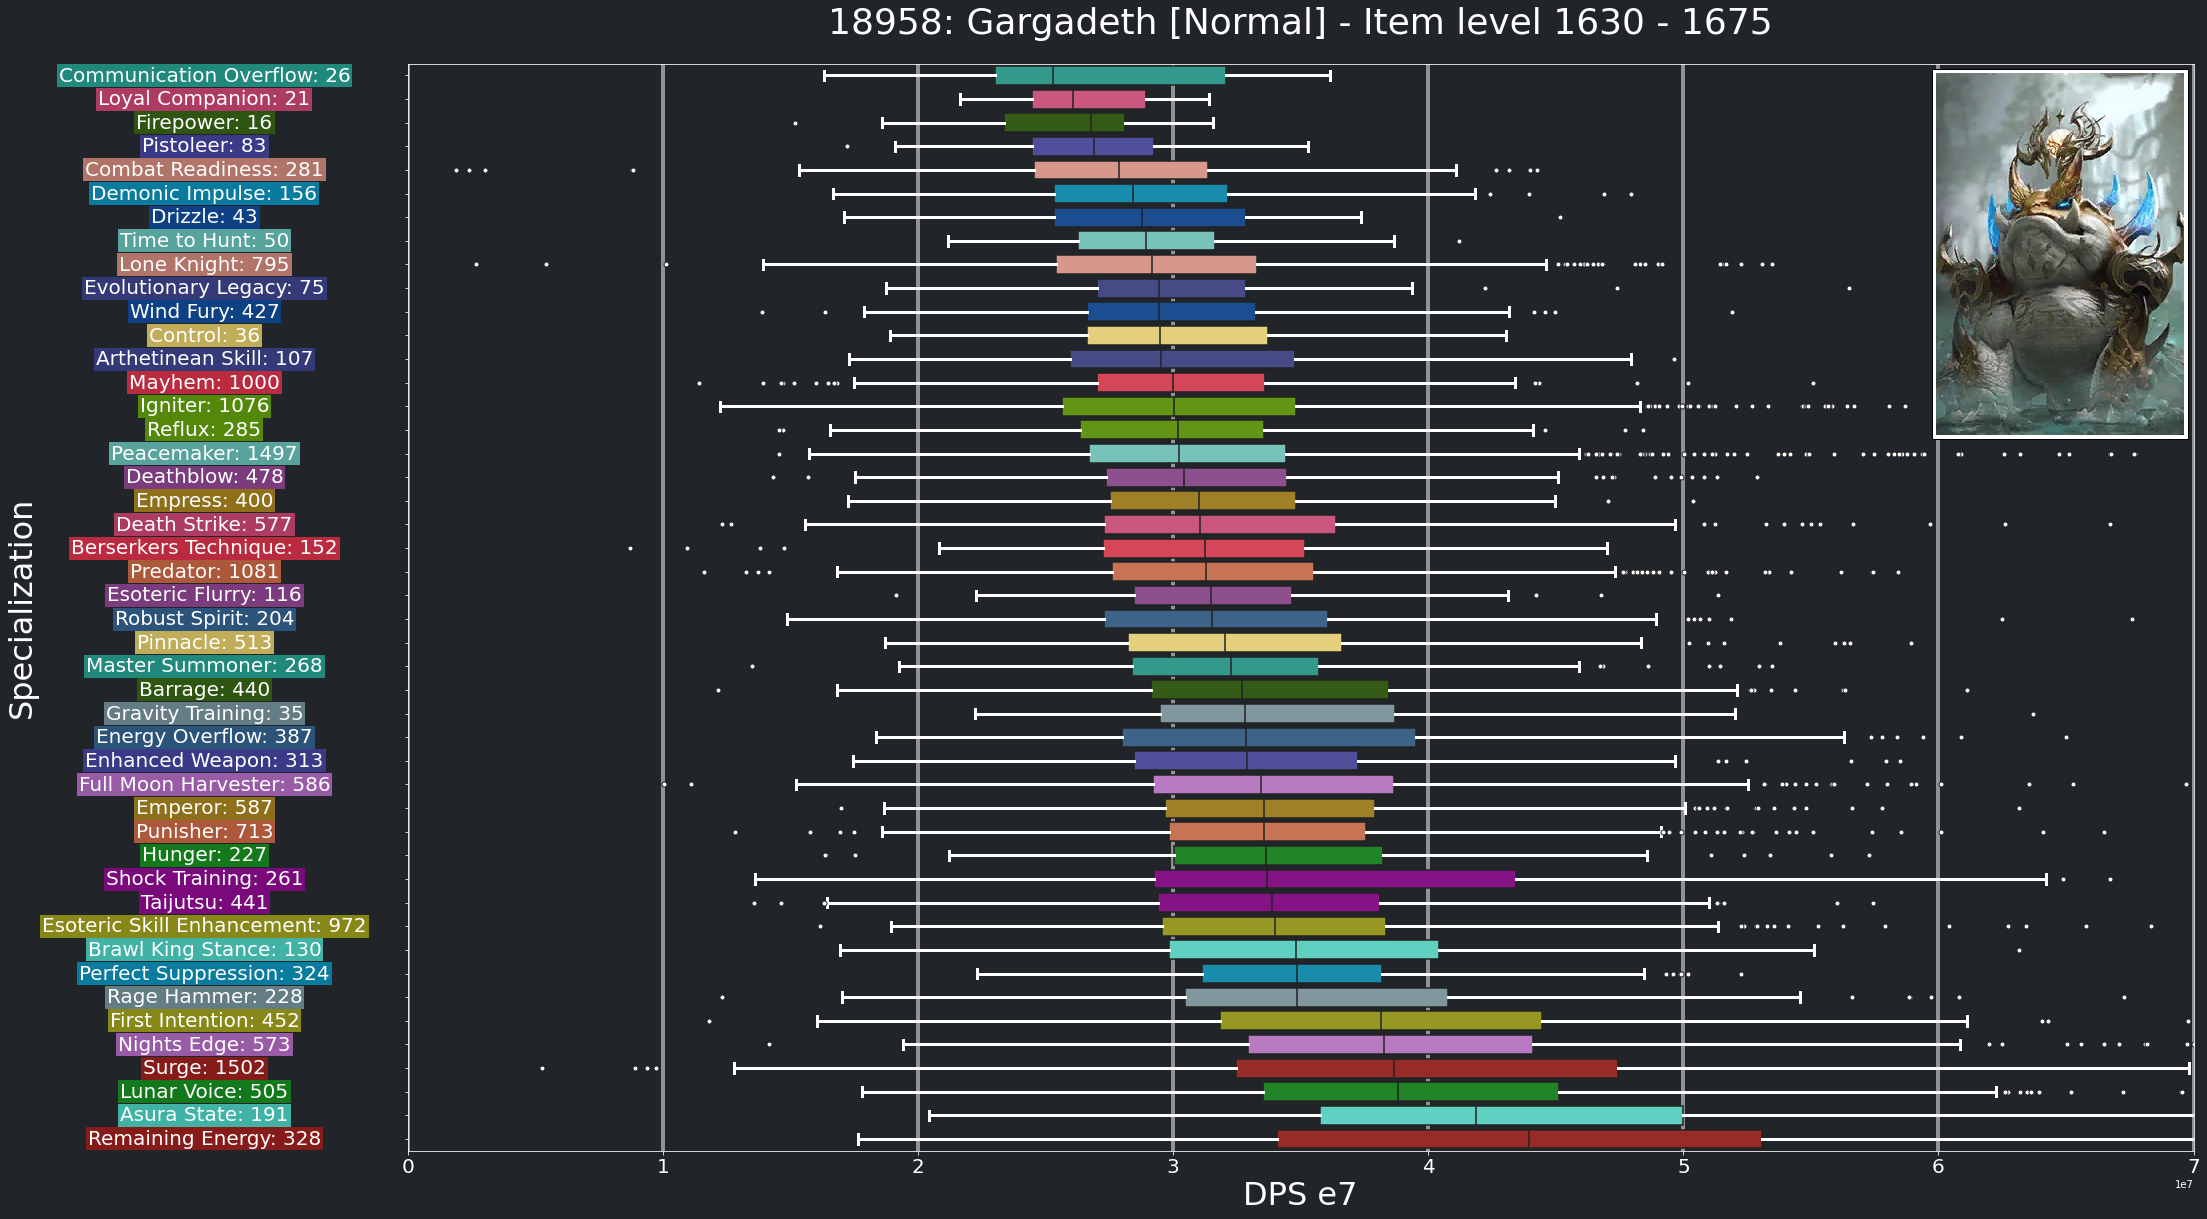 18958: Gargadeth [Normal] - Item level 1630 - 1675
Specialization
Communication Overflow: 26
Loyal Companion: 21
Firepower: 16
Pistoleer: 83
Combat Readiness: 281
Demonic Impulse: 156
Drizzle: 43
Time to Hunt: 50
Lone Knight: 795
Evolutionary Legacy: 75
Wind Fury: 427
Control: 36
Arthetinean Skill: 107
Mayhem: 1000
Igniter: 1076
Reflux: 285
Peacemaker: 1497
Deathblow: 478
Empress: 400
Death Strike: 577
Berserkers Technique: 152
Predator: 1081
Esoteric Flurry: 116
Robust Spirit: 204
Pinnacle: 513
Master Summoner: 268
Barrage: 440
Gravity Training: 35
Energy Overflow: 387
Enhanced Weapon: 313
Full Moon Harvester: 586
Emperor: 587
Punisher: 713
Hunger: 227
Shock Training: 261
Taijutsu: 441
Esoteric Skill Enhancement: 972
Brawl King Stance: 130
Perfect Suppression: 324
Rage Hammer: 228
First Intention: 452
Nights Edge: 573
Surge: 1502
Lunar Voice: 505
Asura State: 191
Remaining Energy: 328
0 1 2 3 4 5 6 7
1e7
DPS e7